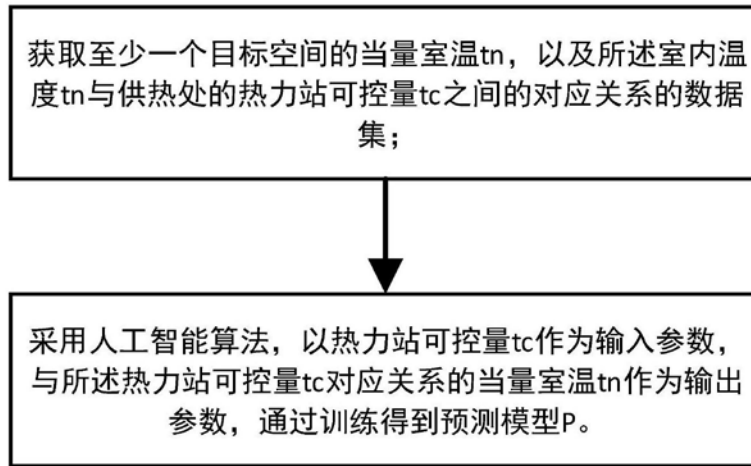 获取至少一个目标空间的当量室温tn，以及所述室内温
度tn与供热处的热力站可控量tc之间的对应关系的数据
集；
采用人工智能算法，以热力站可控量tc作为输入参数，
与所述热力站可控量tc对应关系的当量室温tn作为输出
参数，通过训练得到预测模型P。